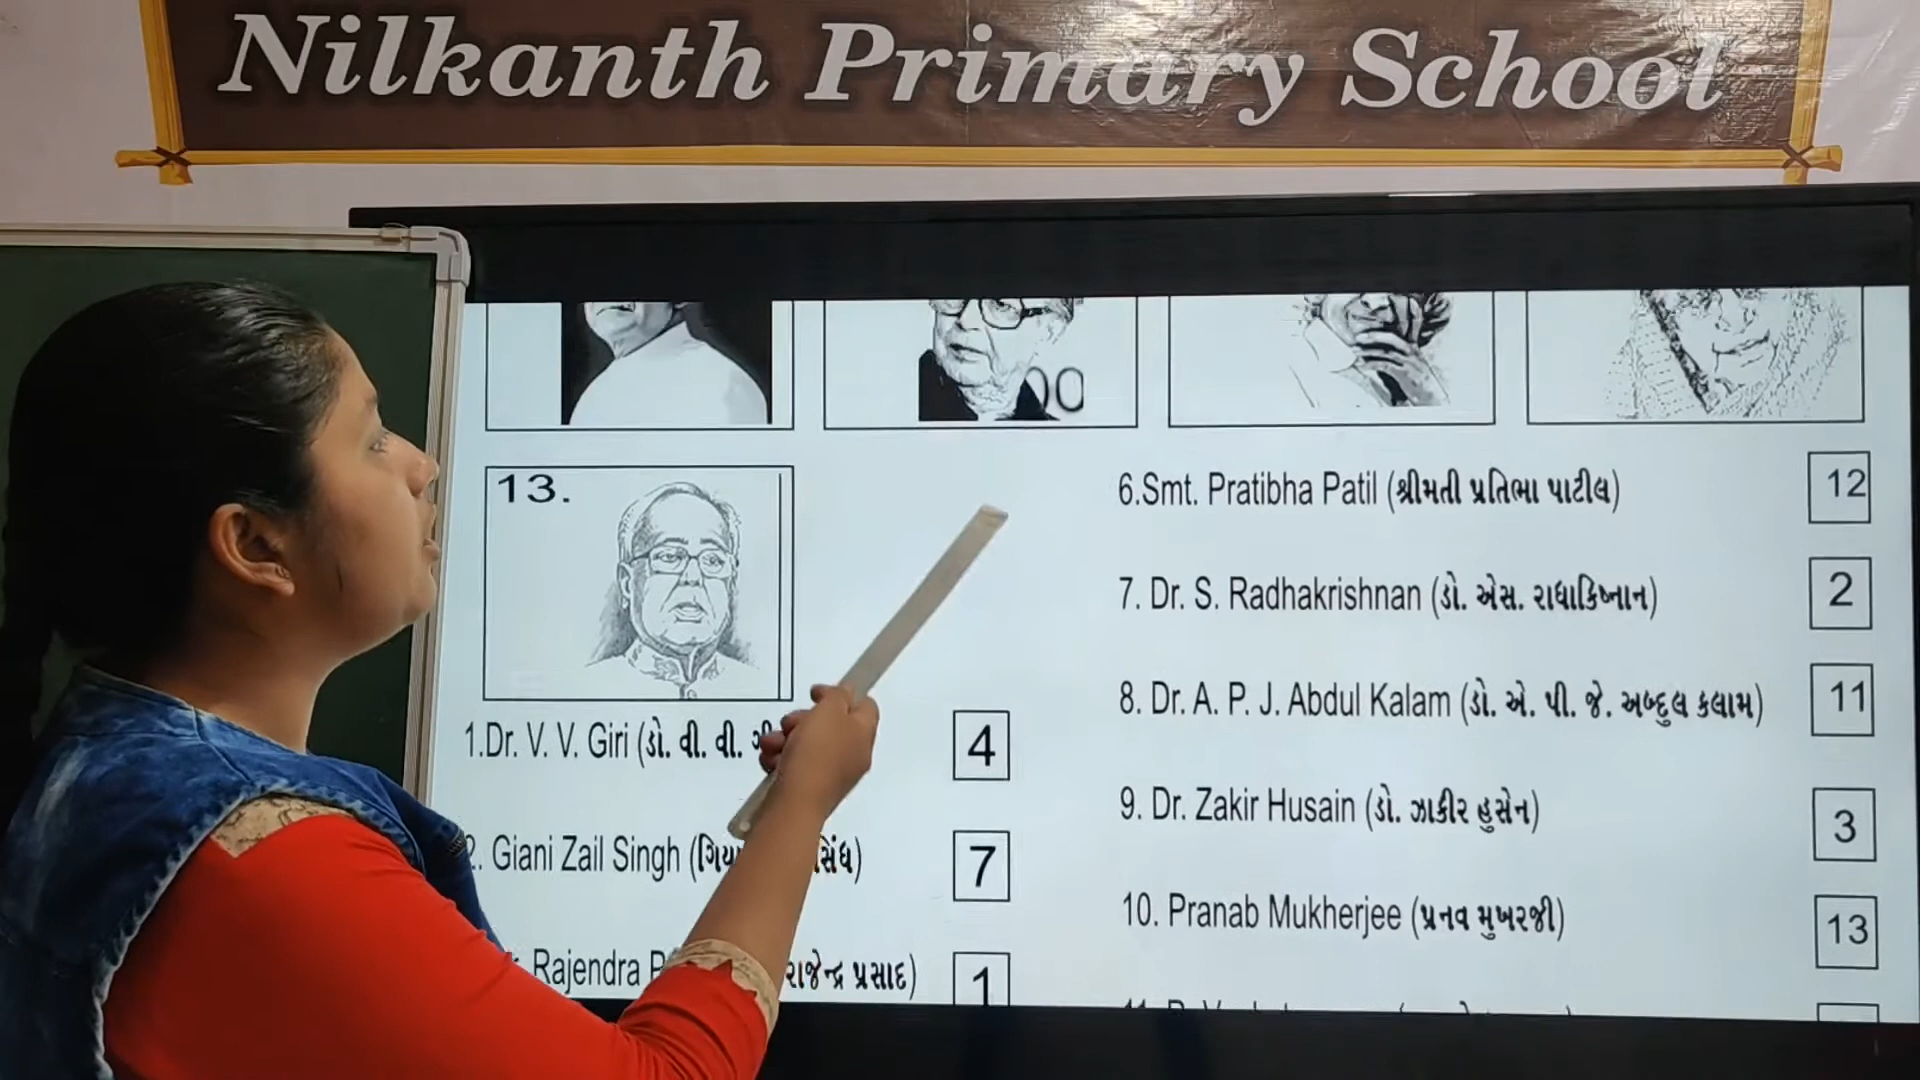 Nilkanth Primary School
00
13.
1.Dr. V. V. Giri (ડો. વી. વી.
4
2. Giani Zail Singh
7
Rajendra
રાજેન્દ્ર પ્રસાદ)
1
6.Smt. Pratibha Patil (શ્રીમતી પ્રતિભા પાટીલ)
12
7. Dr. S. Radhakrishnan (ડો. એસ. રાધાક્રિષ્નાન)
2
8. Dr. A. P. J. Abdul Kalam (ડો. એ. પી. જે. અબ્દુલ કલામ)
11
9. Dr. Zakir Husain (ડો. ઝાકીર હુસેન)
3
10. Pranab Mukherjee (પ્રનવ મુખરજી)
13